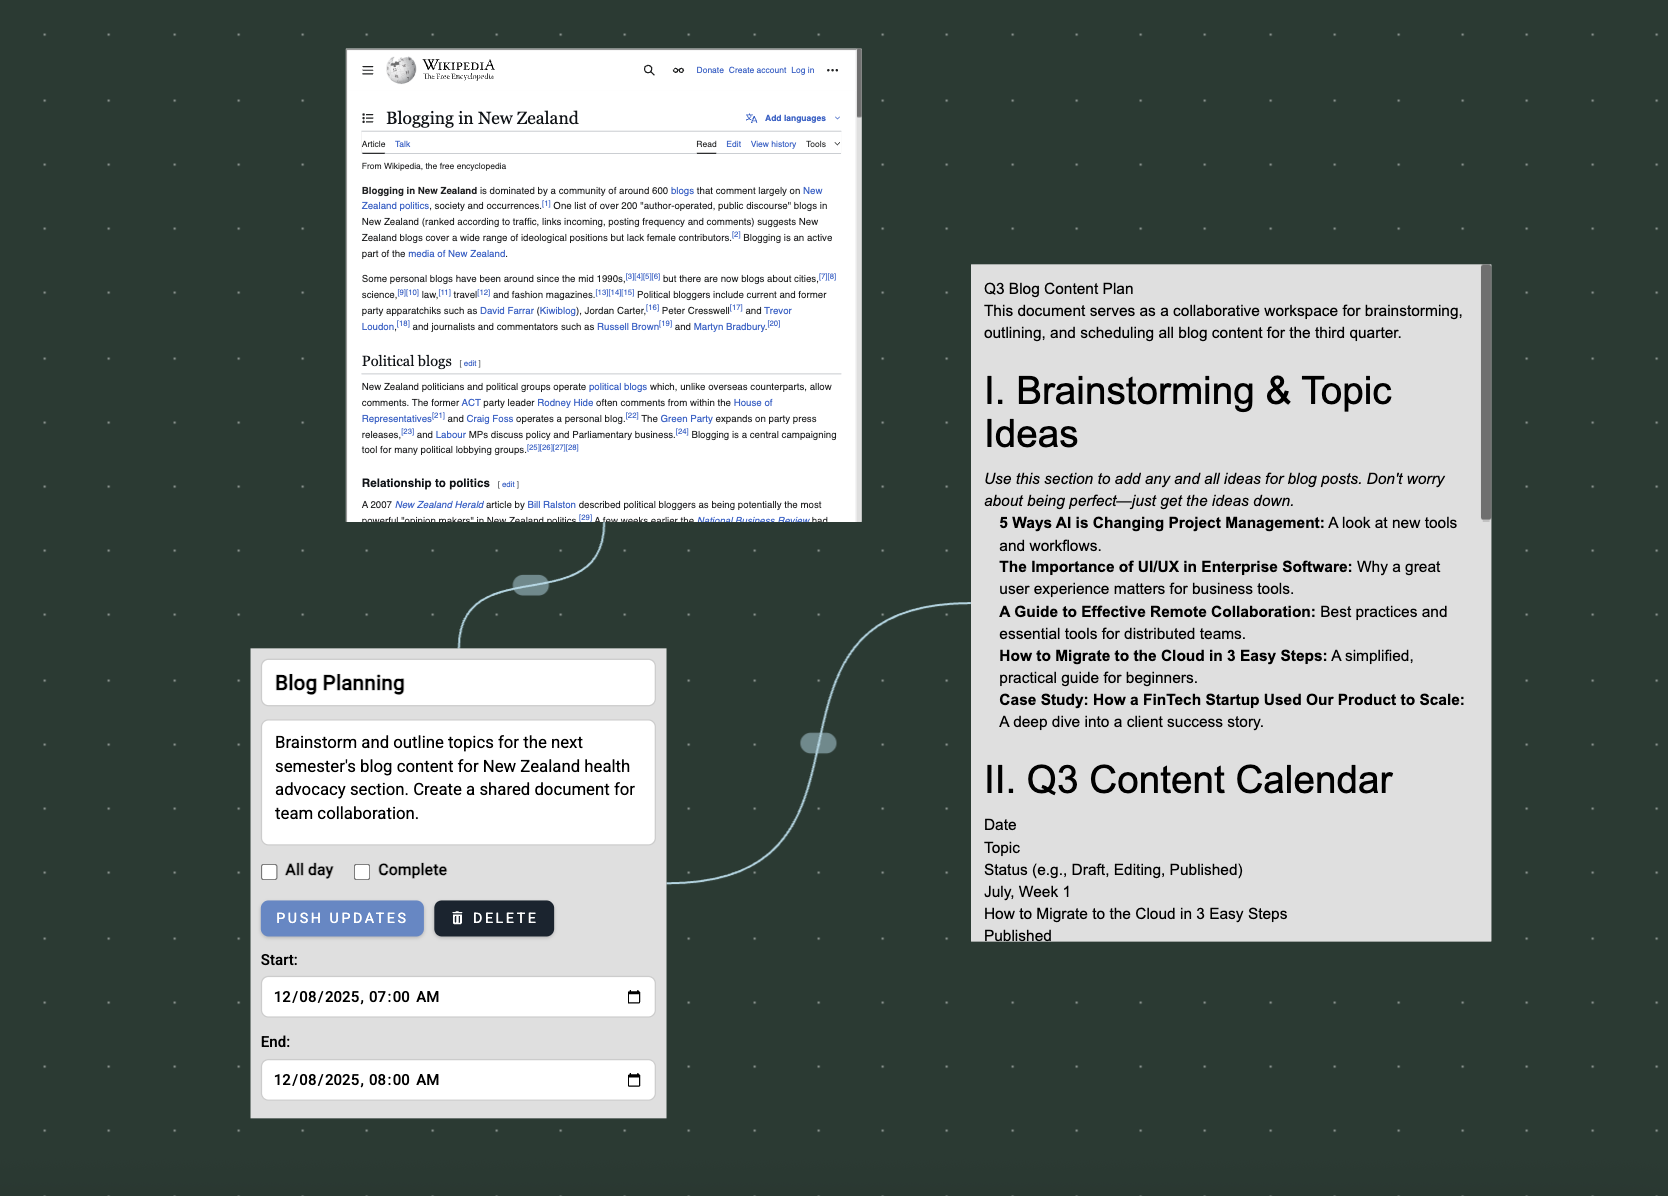 WIKIPEDIA
The Free Encyclopedia
Donate Create account Log in
Blogging in New Zealand
Add languages
Article Talk
Read Edit View history Tools
From Wikipedia, the free encyclopedia
Blogging in New Zealand is dominated by a community of around 600 blogs that comment largely on New
Zealand politics, society and occurrences.[1] One list of over 200 "author-operated, public discourse" blogs in
New Zealand (ranked according to traffic, links incoming, posting frequency and comments) suggests New
Zealand blogs cover a wide range of ideological positions but lack female contributors.[2] Blogging is an active
part of the media of New Zealand.
Some personal blogs have been around since the mid 1990s,[3][4][5][6] but there are now blogs about cities,[7][8]
science,[9][10] law,[11] travel[12] and fashion magazines.[13][14][15] Political bloggers include current and former
party apparatchiks such as David Farrar (Kiwiblog), Jordan Carter,[16] Peter Cresswell[17] and Trevor
Loudon,[18] and journalists and commentators such as Russell Brown[19] and Martyn Bradbury.[20]
Political blogs [ edit ]
New Zealand politicians and political groups operate political blogs which, unlike overseas counterparts, allow
comments. The former ACT party leader Rodney Hide often comments from within the House of
Representatives[21] and Craig Foss operates a personal blog.[22] The Green Party expands on party press
releases,[23] and Labour MPs discuss policy and Parliamentary business.[24] Blogging is a central campaigning
tool for many political lobbying groups.[25][26][27][28]
Relationship to politics [ edit ]
A 2007 New Zealand Herald article by Bill Ralston described political bloggers as being potentially the most
powerful "opinion makers" in New Zealand politics.[29] A few weeks earlier the National Business Review had
Blog Planning
Brainstorm and outline topics for the next
semester's blog content for New Zealand health
advocacy section. Create a shared document for
team collaboration.
All day Complete
PUSH UPDATES DELETE
Start:
12/08/2025, 07:00 AM
End:
12/08/2025, 08:00 AM
Q3 Blog Content Plan
This document serves as a collaborative workspace for brainstorming,
outlining, and scheduling all blog content for the third quarter.
I. Brainstorming & Topic
Ideas
Use this section to add any and all ideas for blog posts. Don't worry
about being perfect—just get the ideas down.
5 Ways AI is Changing Project Management: A look at new tools
and workflows.
The Importance of UI/UX in Enterprise Software: Why a great
user experience matters for business tools.
A Guide to Effective Remote Collaboration: Best practices and
essential tools for distributed teams.
How to Migrate to the Cloud in 3 Easy Steps: A simplified,
practical guide for beginners.
Case Study: How a FinTech Startup Used Our Product to Scale:
A deep dive into a client success story.
II. Q3 Content Calendar
Date
Topic
Status (e.g., Draft, Editing, Published)
July, Week 1
How to Migrate to the Cloud in 3 Easy Steps
Published